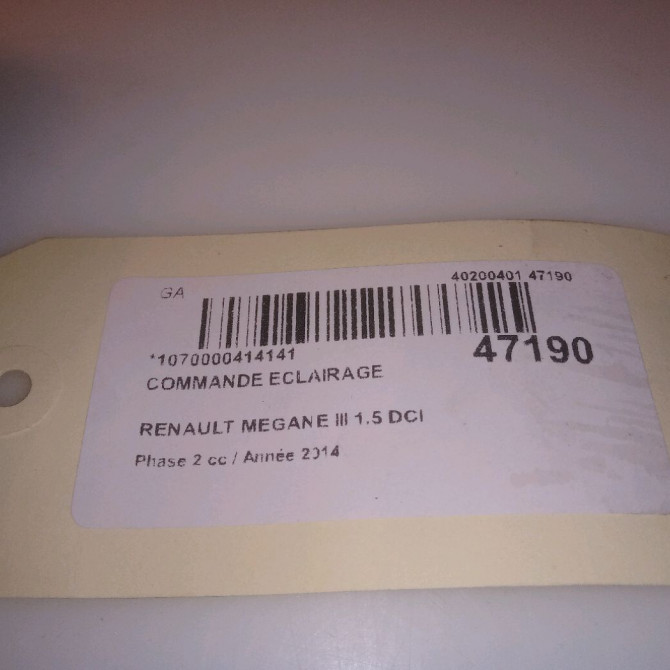 GA
40200401 47190
*1070000414141
47190
COMMANDE ECLAIRAGE
RENAULT MEGANE III 1.5 DCI
Phase 2 cc / Année 2014